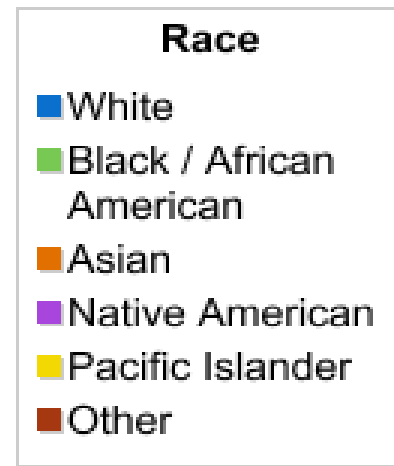 Race
White
Black / African
American
Asian
Native American
Pacific Islander
Other